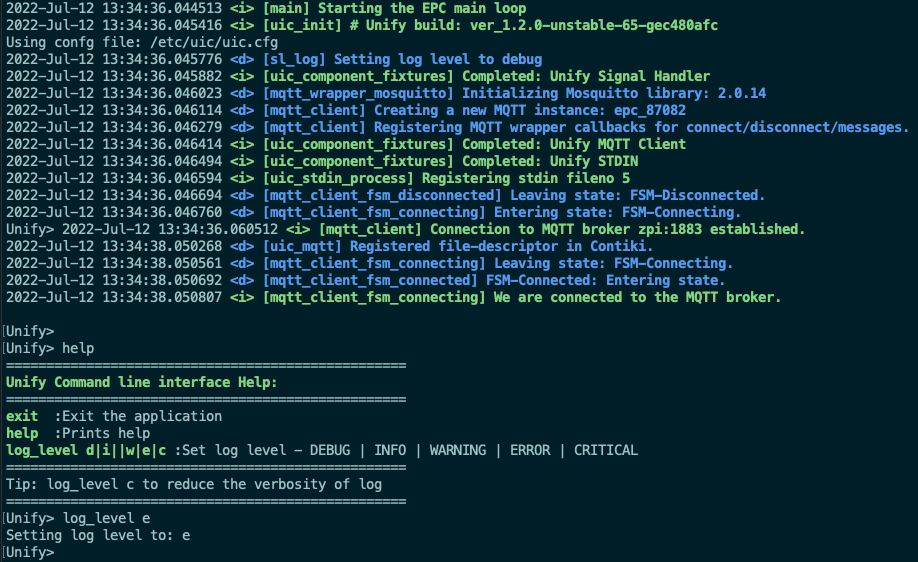 2022-Jul-12 13:34:36.044513 <i> [main] Starting the EPC main loop
2022-Jul-12 13:34:36.045416 <i> [uic_init] # Unify build: ver_1.2.0-unstable-65-gec480afc
Using confg file: /etc/uic/uic.cfg
2022-Jul-12 13:34:36.045776 <d> [sl_log] Setting log level to debug
2022-Jul-12 13:34:36.045882 <i> [uic_component_fixtures] Completed: Unify Signal Handler
2022-Jul-12 13:34:36.046023 <d> [mqtt_wrapper_mosquitto] Initializing Mosquitto library: 2.0.14
2022-Jul-12 13:34:36.046114 <d> [mqtt_client] Creating a new MQTT instance: epc_87082
2022-Jul-12 13:34:36.046279 <d> [mqtt_client] Registering MQTT wrapper callbacks for connect/disconnect/messages.
2022-Jul-12 13:34:36.046414 <i> [uic_component_fixtures] Completed: Unify MQTT Client
2022-Jul-12 13:34:36.046494 <i> [uic_component_fixtures] Completed: Unify STDIN
2022-Jul-12 13:34:36.046594 <i> [uic_stdin_process] Registering stdin fileno 5
2022-Jul-12 13:34:36.046694 <d> [mqtt_client_fsm_disconnected] Leaving state: FSM-Disconnected.
2022-Jul-12 13:34:36.046760 <d> [mqtt_client_fsm_connecting] Entering state: FSM-Connecting.
Unify> 2022-Jul-12 13:34:36.060512 <i> [mqtt_client] Connection to MQTT broker zpi:1883 established.
2022-Jul-12 13:34:38.050268 <d> [uic_mqtt] Registered file-descriptor in Contiki.
2022-Jul-12 13:34:38.050561 <d> [mqtt_client_fsm_connecting] Leaving state: FSM-Connecting.
2022-Jul-12 13:34:38.050692 <d> [mqtt_client_fsm_connected] FSM-Connected: Entering state.
2022-Jul-12 13:34:38.050807 <i> [mqtt_client_fsm_connecting] We are connected to the MQTT broker.
[Unify>
[Unify> help
==================================================
Unify Command line interface Help:
==================================================
exit  :Exit the application
help  :Prints help
log_level d|i||w|e|c :Set log level - DEBUG | INFO | WARNING | ERROR | CRITICAL
==================================================
Tip: log_level c to reduce the verbosity of log
==================================================
[Unify> log_level e
Setting log level to: e
[Unify>